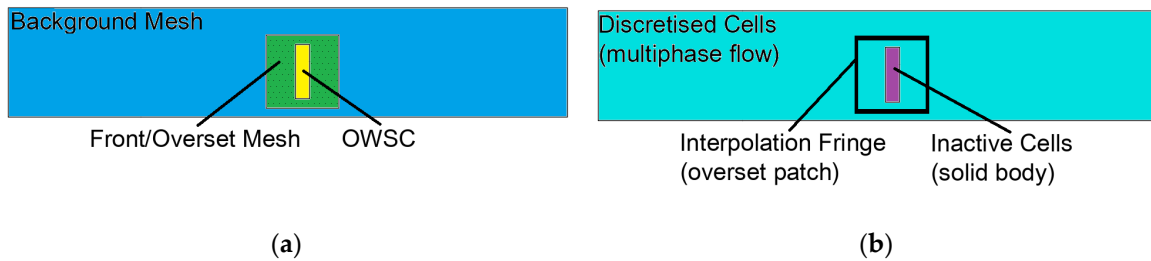 Background Mesh
Front/Overset Mesh
OWSC
(a)
Discretised Cells
(multiphase flow)
Interpolation Fringe
(overset patch)
Inactive Cells
(solid body)
(b)